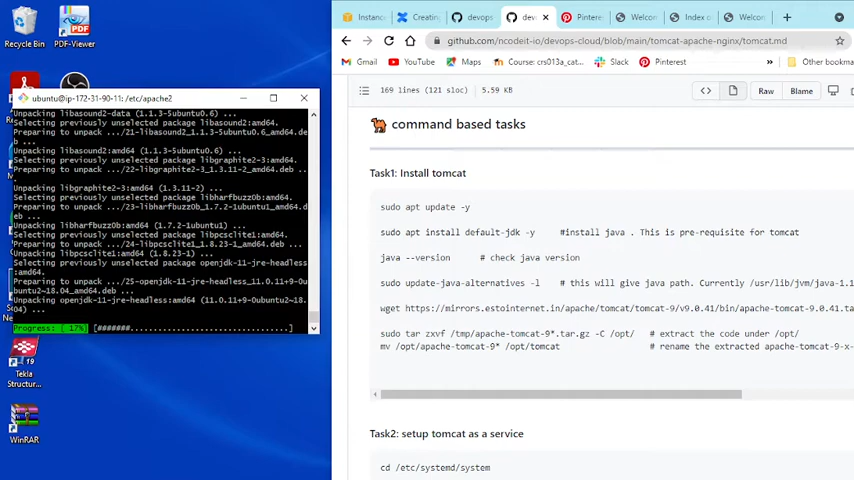 Recycle Bin
PDF-Viewer
ubuntu@ip-172-31-90-11: /etc/apache2
Unpacking libasound2-data (1.1.3-5ubuntu0.6) ...
Selecting previously unselected package libasound2:amd64.
Preparing to unpack .../21-libasound2_1.1.3-5ubuntu0.6_amd64.de
b ...
Unpacking libasound2:amd64 (1.1.3-5ubuntu0.6) ...
Selecting previously unselected package libgraphite2-3:amd64.
Preparing to unpack .../22-libgraphite2-3_1.3.11-2_amd64.deb ..
.
Unpacking libgraphite2-3:amd64 (1.3.11-2) ...
Selecting previously unselected package libharfbuzz0b:amd64.
Preparing to unpack .../23-libharfbuzz0b_1.7.2-1ubuntu1_amd64.d
eb ...
Unpacking libharfbuzz0b:amd64 (1.7.2-1ubuntu1) ...
Selecting previously unselected package libpcsclite1:amd64.
Preparing to unpack .../24-libpcsclite1_1.8.23-1_amd64.deb ...
Unpacking libpcsclite1:amd64 (1.8.23-1) ...
Selecting previously unselected package openjdk-11-jre-headless
:amd64.
Preparing to unpack .../25-openjdk-11-jre-headless_11.0.11+9-0u
buntu2~18.04_amd64.deb ...
Unpacking openjdk-11-jre-headless:amd64 (11.0.11+9-0ubuntu2~18.
04) ...
Progress: [ 17%] [#######...............................]
Tekla
Structur...
WinRAR
Instance
Creating
devops
dev
Pinteres
Welcom
Index o
Welcom
github.com/ncodeit-io/devops-cloud/blob/main/tomcat-apache-nginx/tomcat.md
Gmail
YouTube
Maps
Course: crs013a_cat...
Slack
Pinterest
»
Other bookma
169 lines (121 sloc)
5.59 KB
Raw
Blame
command based tasks
Task1: Install tomcat
sudo apt update -y
sudo apt install default-jdk -y #install java . This is pre-requisite for tomcat
java --version # check java version
sudo update-java-alternatives -l # this will give java path. Currently /usr/lib/jvm/java-1.1
wget https://mirrors.estointernet.in/apache/tomcat/tomcat-9/v9.0.41/bin/apache-tomcat-9.0.41.ta
sudo tar zxvf /tmp/apache-tomcat-9*.tar.gz -C /opt/ # extract the code under /opt/
mv /opt/apache-tomcat-9* /opt/tomcat # rename the extracted apache-tomcat-9-x-
Task2: setup tomcat as a service
cd /etc/systemd/system